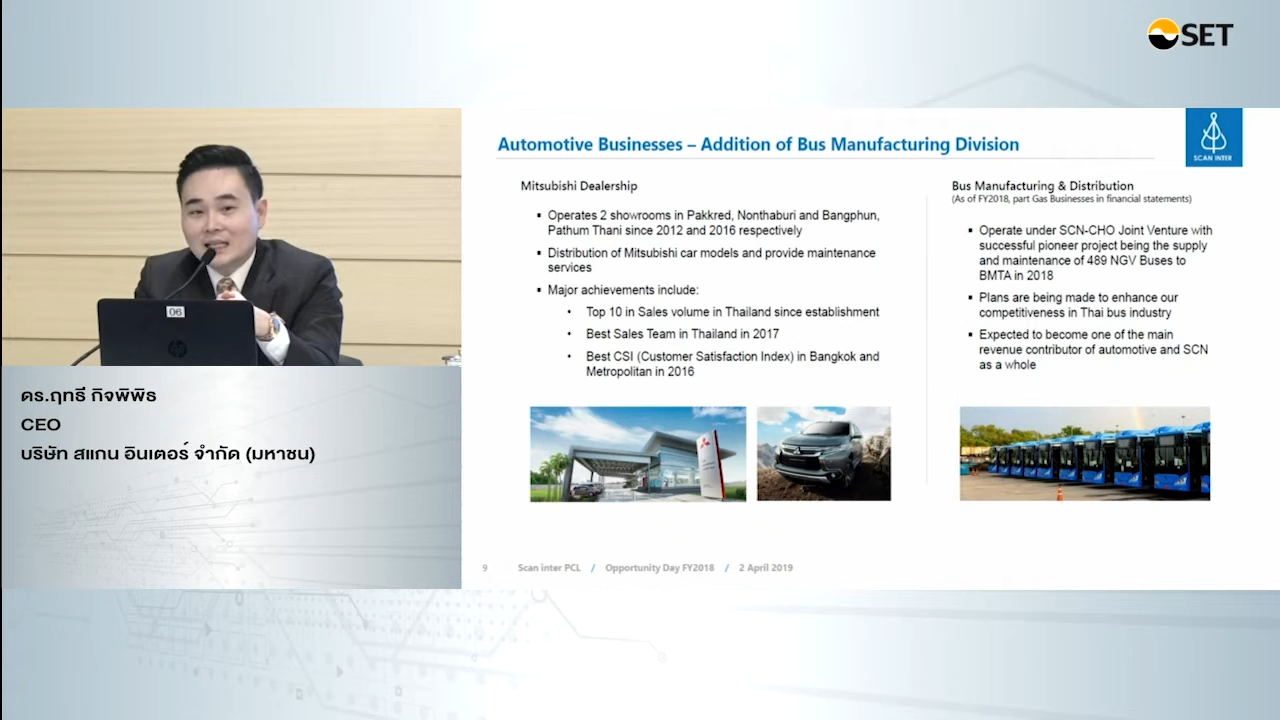 SET
Automotive Businesses – Addition of Bus Manufacturing Division
SCAN INTER
Mitsubishi Dealership
▪ Operates 2 showrooms in Pakkred, Nonthaburi and Bangphun,
Pathum Thani since 2012 and 2016 respectively
▪ Distribution of Mitsubishi car models and provide maintenance
services
▪ Major achievements include:
• Top 10 in Sales volume in Thailand since establishment
• Best Sales Team in Thailand in 2017
• Best CSI (Customer Satisfaction Index) in Bangkok and
Metropolitan in 2016
Bus Manufacturing & Distribution
(As of FY2018, part Gas Businesses in financial statements)
▪ Operate under SCN-CHO Joint Venture with
successful pioneer project being the supply
and maintenance of 489 NGV Buses to
BMTA in 2018
▪ Plans are being made to enhance our
competitiveness in Thai bus industry
▪ Expected to become one of the main
revenue contributor of automotive and SCN
as a whole
06
hp
ดร.ฤทธี กิจพิพิธ
CEO
บริษัท สแกน อินเตอร์ จำกัด (มหาชน)
9 Scan inter PCL / Opportunity Day FY2018 / 2 April 2019